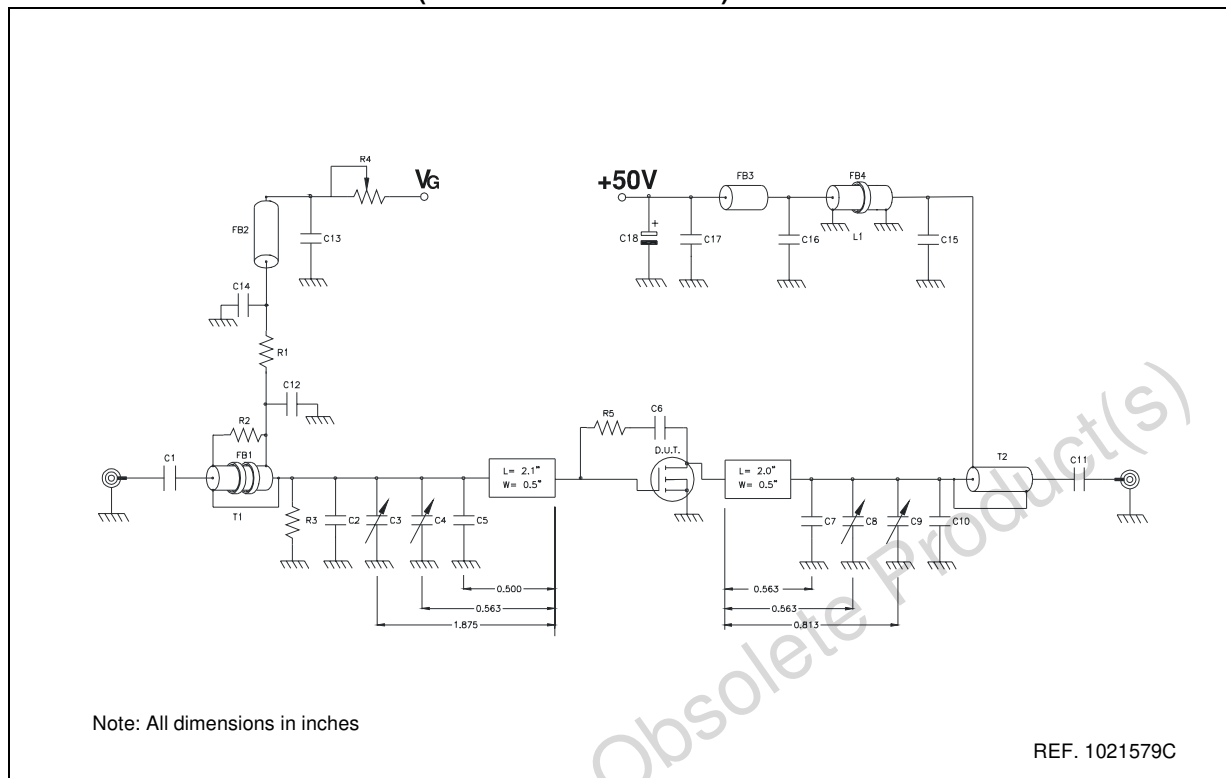 R4
VG
+50V
FB3
FB4
FB2
C13
C18
+
C17
C16
L1
C15
C14
R1
C12
R2
FB1
C1
T1
R5
C6
D.U.T.
L= 2.1"
W= 0.5"
L= 2.0"
W= 0.5"
T2
C11
R3
C2
C3
C4
C5
C7
C8
C9
C10
0.500
0.563
1.875
0.563
0.563
0.813
Note: All dimensions in inches
REF. 1021579C
Obsolete Product(s)